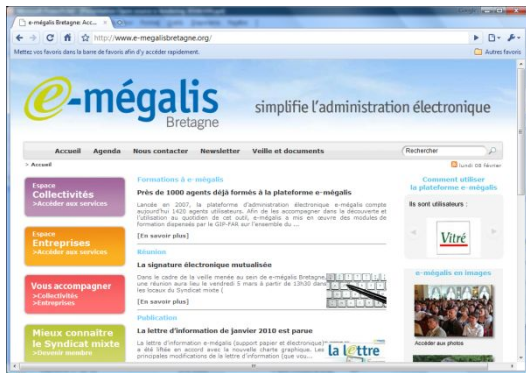 e-mégalis Bretagne: Acc...
http://www.e-megalisbretagne.org/
Mettez vos favoris dans la barre de favoris afin d'y accéder rapidement.
Autres favoris
e-mégalis
Bretagne
simplifie l'administration électronique
Accueil Agenda Nous contacter Newsletter Veille et documents
Rechercher
> Accueil
lundi 08 février
Espace
Collectivités
>Accéder aux services
Espace
Entreprises
>Accéder aux services
Vous accompagner
>Collectivités
>Entreprises
Mieux connaître
le Syndicat mixte
>Devenir membre
Formations à e-mégalis
Près de 1000 agents déjà formés à la plateforme e-mégalis
Lancée en 2007, la plateforme d'administration électronique e-mégalis compte
aujourd'hui 1420 agents utilisateurs. Afin de les accompagner dans la découverte et
l'utilisation au quotidien de cet outil, e-mégalis a mis en œuvre des modules de
formation dispensés par le GIP-FAR sur l'ensemble du ...
[En savoir plus]
Réunion
La signature électronique mutualisée
Dans le cadre de la veille menée au sein de e-mégalis Bretagne,
une réunion aura lieu le vendredi 5 mars à partir de 13h30 dans
les locaux du Syndicat mixte (
[En savoir plus]
Publication
La lettre d'information de janvier 2010 est parue
La lettre d'information e-mégalis (support papier et électronique)
a été liftée en accord avec la nouvelle charte graphique. Les
principales modifications de la lettre d'information (que vou...
la lettre
Comment utiliser
la plateforme e-mégalis
Ils sont utilisateurs :
Vitré
e-mégalis en images
Accéder aux photos